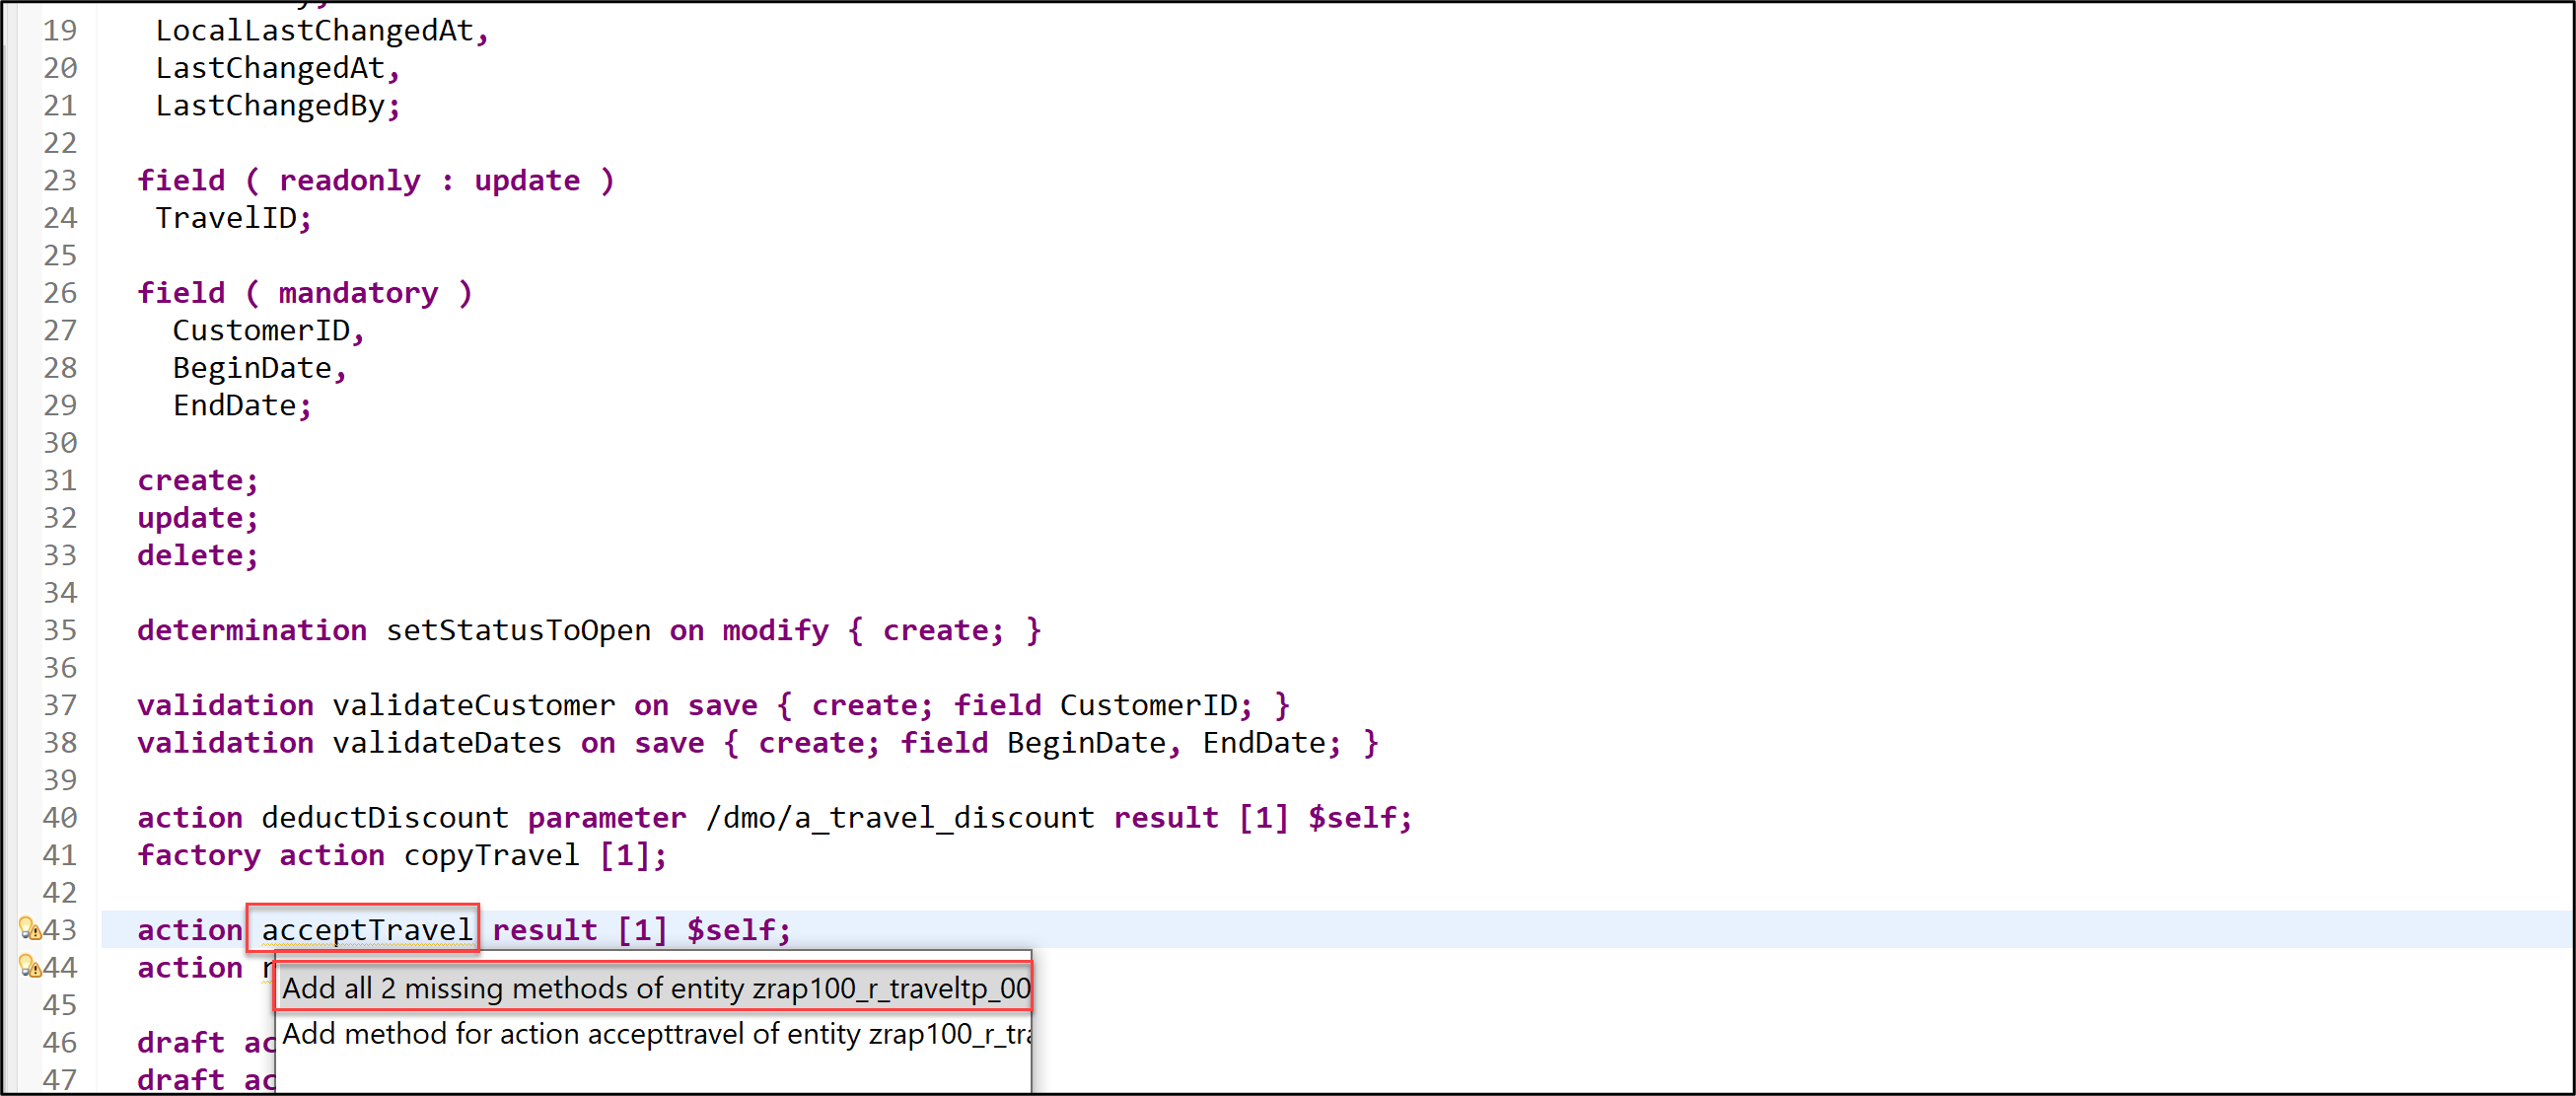 19 LocalLastChangedAt,
20 LastChangedAt,
21 LastChangedBy;
22
23 field ( readonly : update )
24 TravelID;
25
26 field ( mandatory )
27 CustomerID,
28 BeginDate,
29 EndDate;
30
31 create;
32 update;
33 delete;
34
35 determination setStatusToOpen on modify { create; }
36
37 validation validateCustomer on save { create; field CustomerID; }
38 validation validateDates on save { create; field BeginDate, EndDate; }
39
40 action deductDiscount parameter /dmo/a_travel_discount result [1] $self;
41 factory action copyTravel [1];
42
43 action acceptTravel result [1] $self;
44 action r
Add all 2 missing methods of entity zrap100_r_traveltp_00
45
Add method for action accepttravel of entity zrap100_r_tra
46 draft ac
47 draft ac